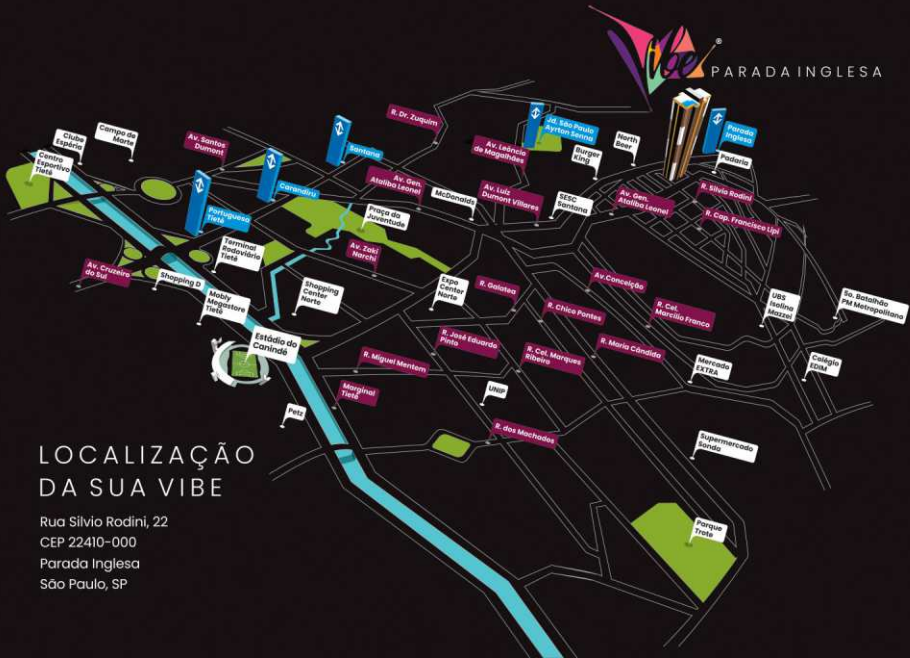 Vibe®
PARADA INGLESA
R. Dr. Zuquim
Jd. São Paulo
Ayrton Senna
Parada
Inglesa
Campo de
Marte
Clube
Espéria
Centro
Esportivo
Tietê
Av. Santos
Dumont
Santana
Av. Leôncio
de Magalhães
Burger
King
North
Beer
Padaria
Carandiru
Av. Gen.
Ataliba Leonel
McDonalds
Av. Luiz
Dumont Villares
SESC
Santana
Av. Gen.
Ataliba Leonel
R. Silvio Rodini
R. Cap. Francisco Lipi
Portuguesa
Tietê
Praça da
Juventude
Terminal
Rodoviário
Tietê
Av. Zaki
Narchi
Av. Cruzeiro
do Sul
Shopping D
Mobly
Megastore
Tietê
Shopping
Center
Norte
Expo
Center
Norte
R. Galatea
Av. Conceição
R. Chico Pontes
R. Cel.
Marcílio Franco
UBS
Isolina
Mazzei
So. Batalhão
PM Metropolitana
Estádio do
Canindé
R. José Eduardo
Pinto
R. Miguel Mentem
R. Cel. Marques
Ribeiro
R. Maria Cândida
Mercado
EXTRA
Colégio
EDIM
Marginal
Tietê
UNIP
Petz
R. dos Machados
Supermercado
Sonda
Parque
Trote
LOCALIZAÇÃO
DA SUA VIBE
Rua Silvio Rodini, 22
CEP 22410-000
Parada Inglesa
São Paulo, SP